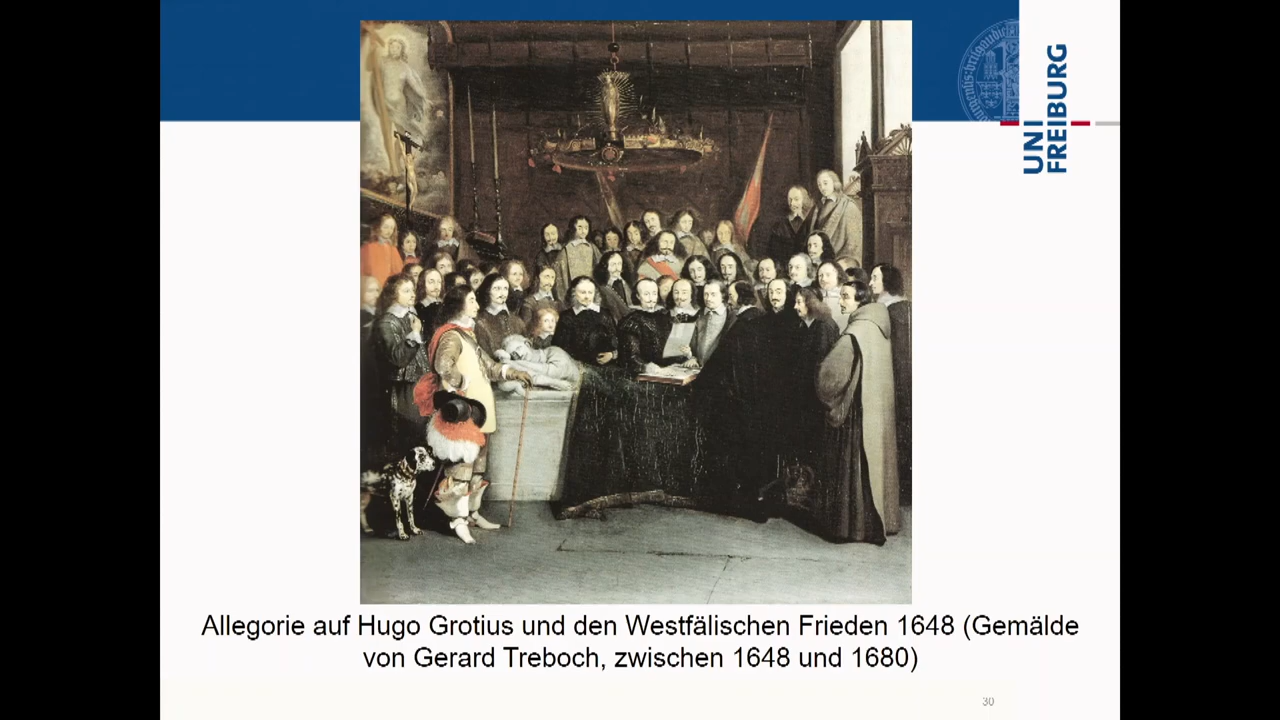 UNI
FREIBURG
Allegorie auf Hugo Grotius und den Westfälischen Frieden 1648 (Gemälde
von Gerard Treboch, zwischen 1648 und 1680)
30